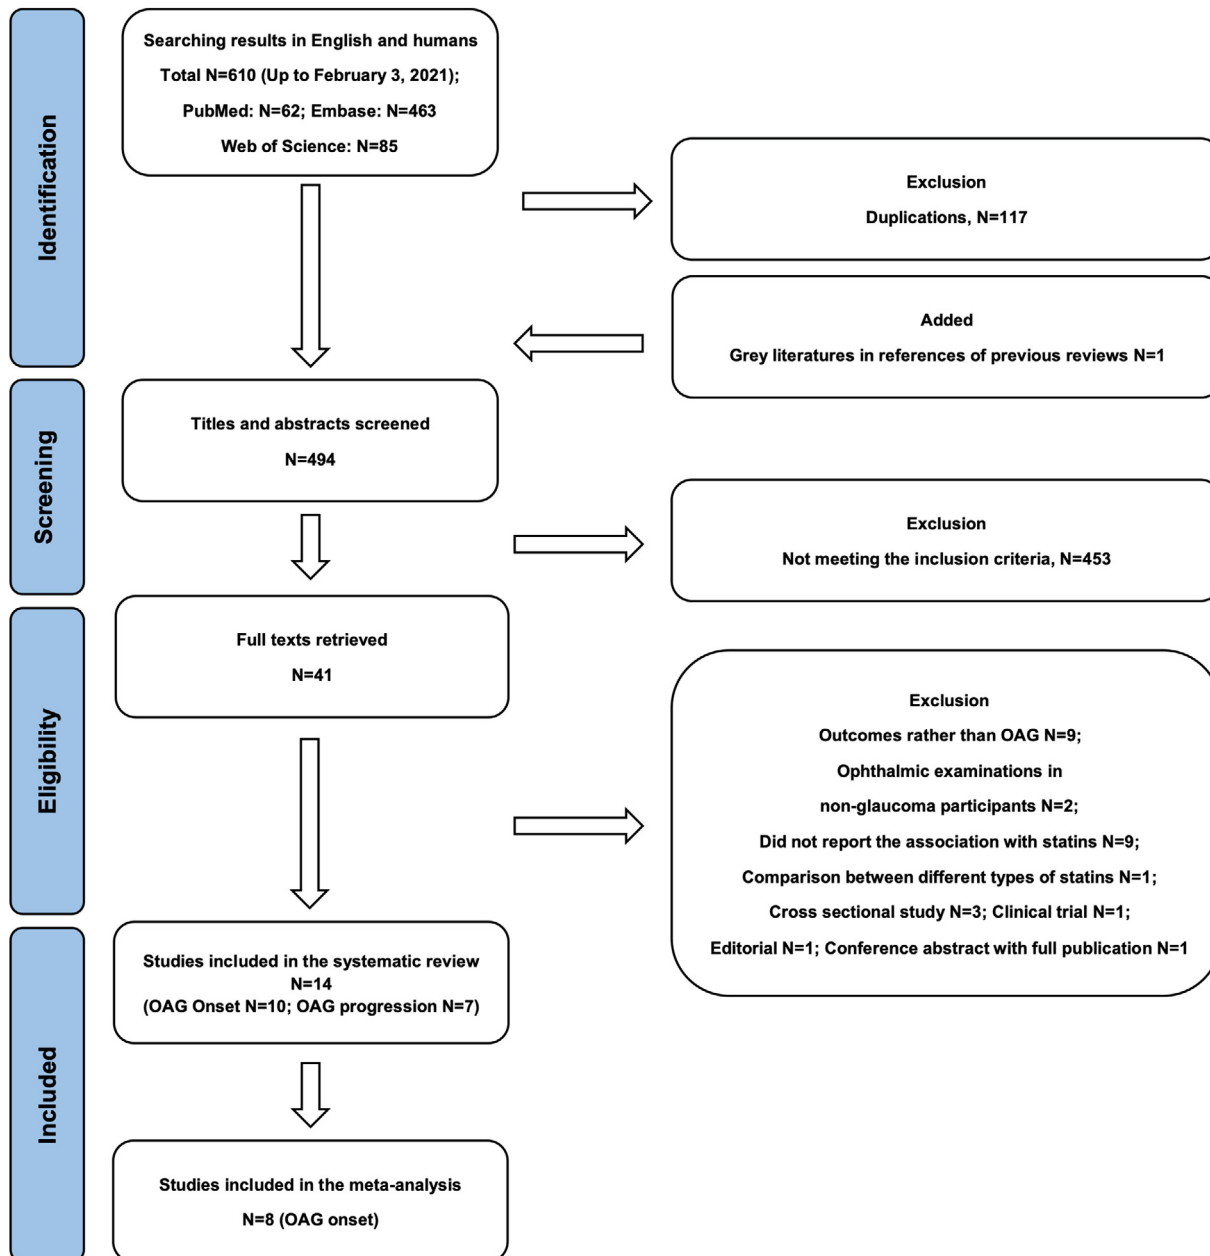 Identification
Searching results in English and humans
Total N=610 (Up to February 3, 2021);
PubMed: N=62; Embase: N=463
Web of Science: N=85
Exclusion
Duplications, N=117
Added
Grey literatures in references of previous reviews N=1
Screening
Titles and abstracts screened
N=494
Exclusion
Not meeting the inclusion criteria, N=453
Eligibility
Full texts retrieved
N=41
Exclusion
Outcomes rather than OAG N=9;
Ophthalmic examinations in
non-glaucoma participants N=2;
Did not report the association with statins N=9;
Comparison between different types of statins N=1;
Cross sectional study N=3; Clinical trial N=1;
Editorial N=1; Conference abstract with full publication N=1
Included
Studies included in the systematic review
N=14
(OAG Onset N=10; OAG progression N=7)
Studies included in the meta-analysis
N=8 (OAG onset)